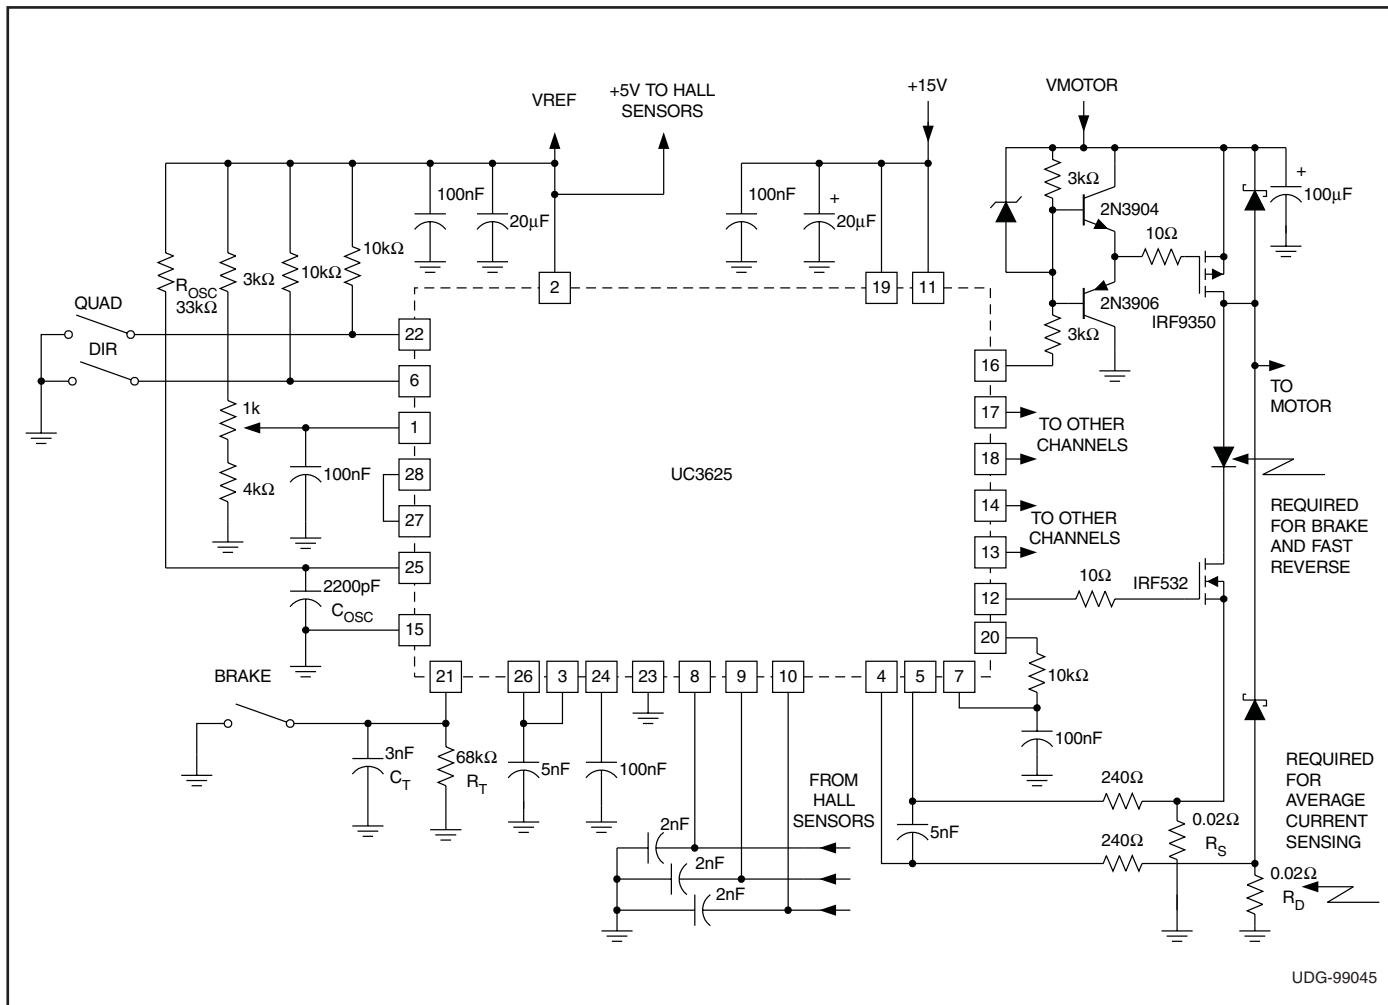 VREF
+5V TO HALL
SENSORS
+15V
VMOTOR
100nF
20µF
100nF
+
20µF
3kΩ
2N3904
10Ω
+
100µF
ROSC
33kΩ
3kΩ
10kΩ
10kΩ
2
19
11
2N3906
3kΩ
IRF9350
QUAD
22
DIR
6
16
TO
MOTOR
1k
1
17
TO OTHER
CHANNELS
4kΩ
100nF
28
UC3625
18
27
14
TO OTHER
CHANNELS
REQUIRED
FOR BRAKE
AND FAST
REVERSE
25
13
2200pF
COSC
10Ω
IRF532
12
15
20
BRAKE
21
26
3
24
23
8
9
10
4
5
7
10kΩ
3nF
CT
68kΩ
RT
5nF
100nF
100nF
FROM
HALL
SENSORS
2nF
2nF
2nF
5nF
240Ω
240Ω
0.02Ω
RS
REQUIRED
FOR
AVERAGE
CURRENT
SENSING
0.02Ω
RD
UDG-99045